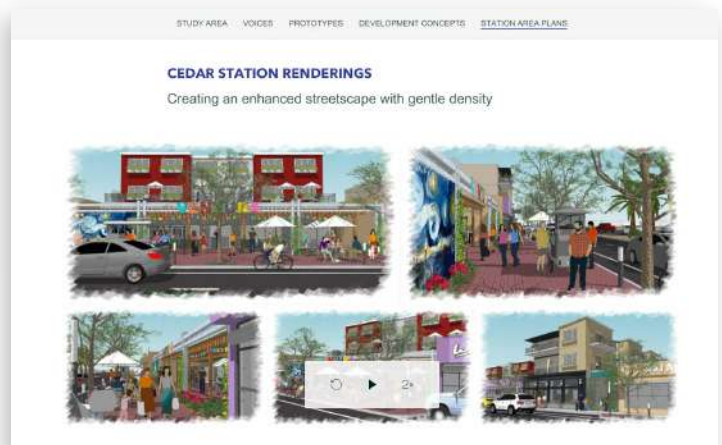 STUDY AREA VOICES PROTOTYPES DEVELOPMENT CONCEPTS STATION AREA PLANS
CEDAR STATION RENDERINGS
Creating an enhanced streetscape with gentle density
2×